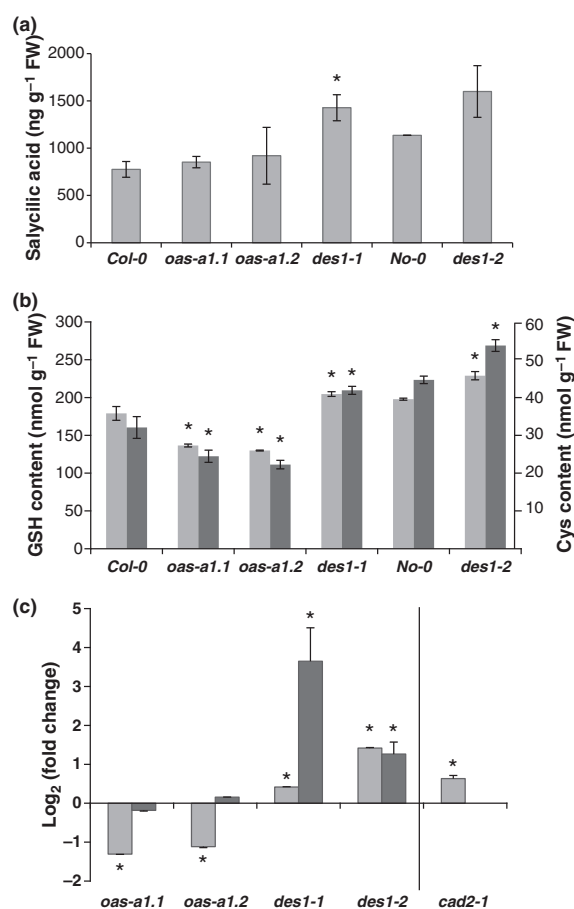 (a)
Salycilic acid (ng g⁻¹ FW)
2000
1500
1000
500
0
*
Col-0 oas-a1.1 oas-a1.2 des1-1 No-0 des1-2
(b)
GSH content (nmol g⁻¹ FW)
300
250
200
150
100
50
0
* * * * * * * *
60
50
40
30
20
10
Cys content (nmol g⁻¹ FW)
Col-0 oas-a1.1 oas-a1.2 des1-1 No-0 des1-2
(c)
Log₂ (fold change)
5
4
3
2
1
0
−1
−2
* * * * * * *
oas-a1.1 oas-a1.2 des1-1 des1-2 cad2-1